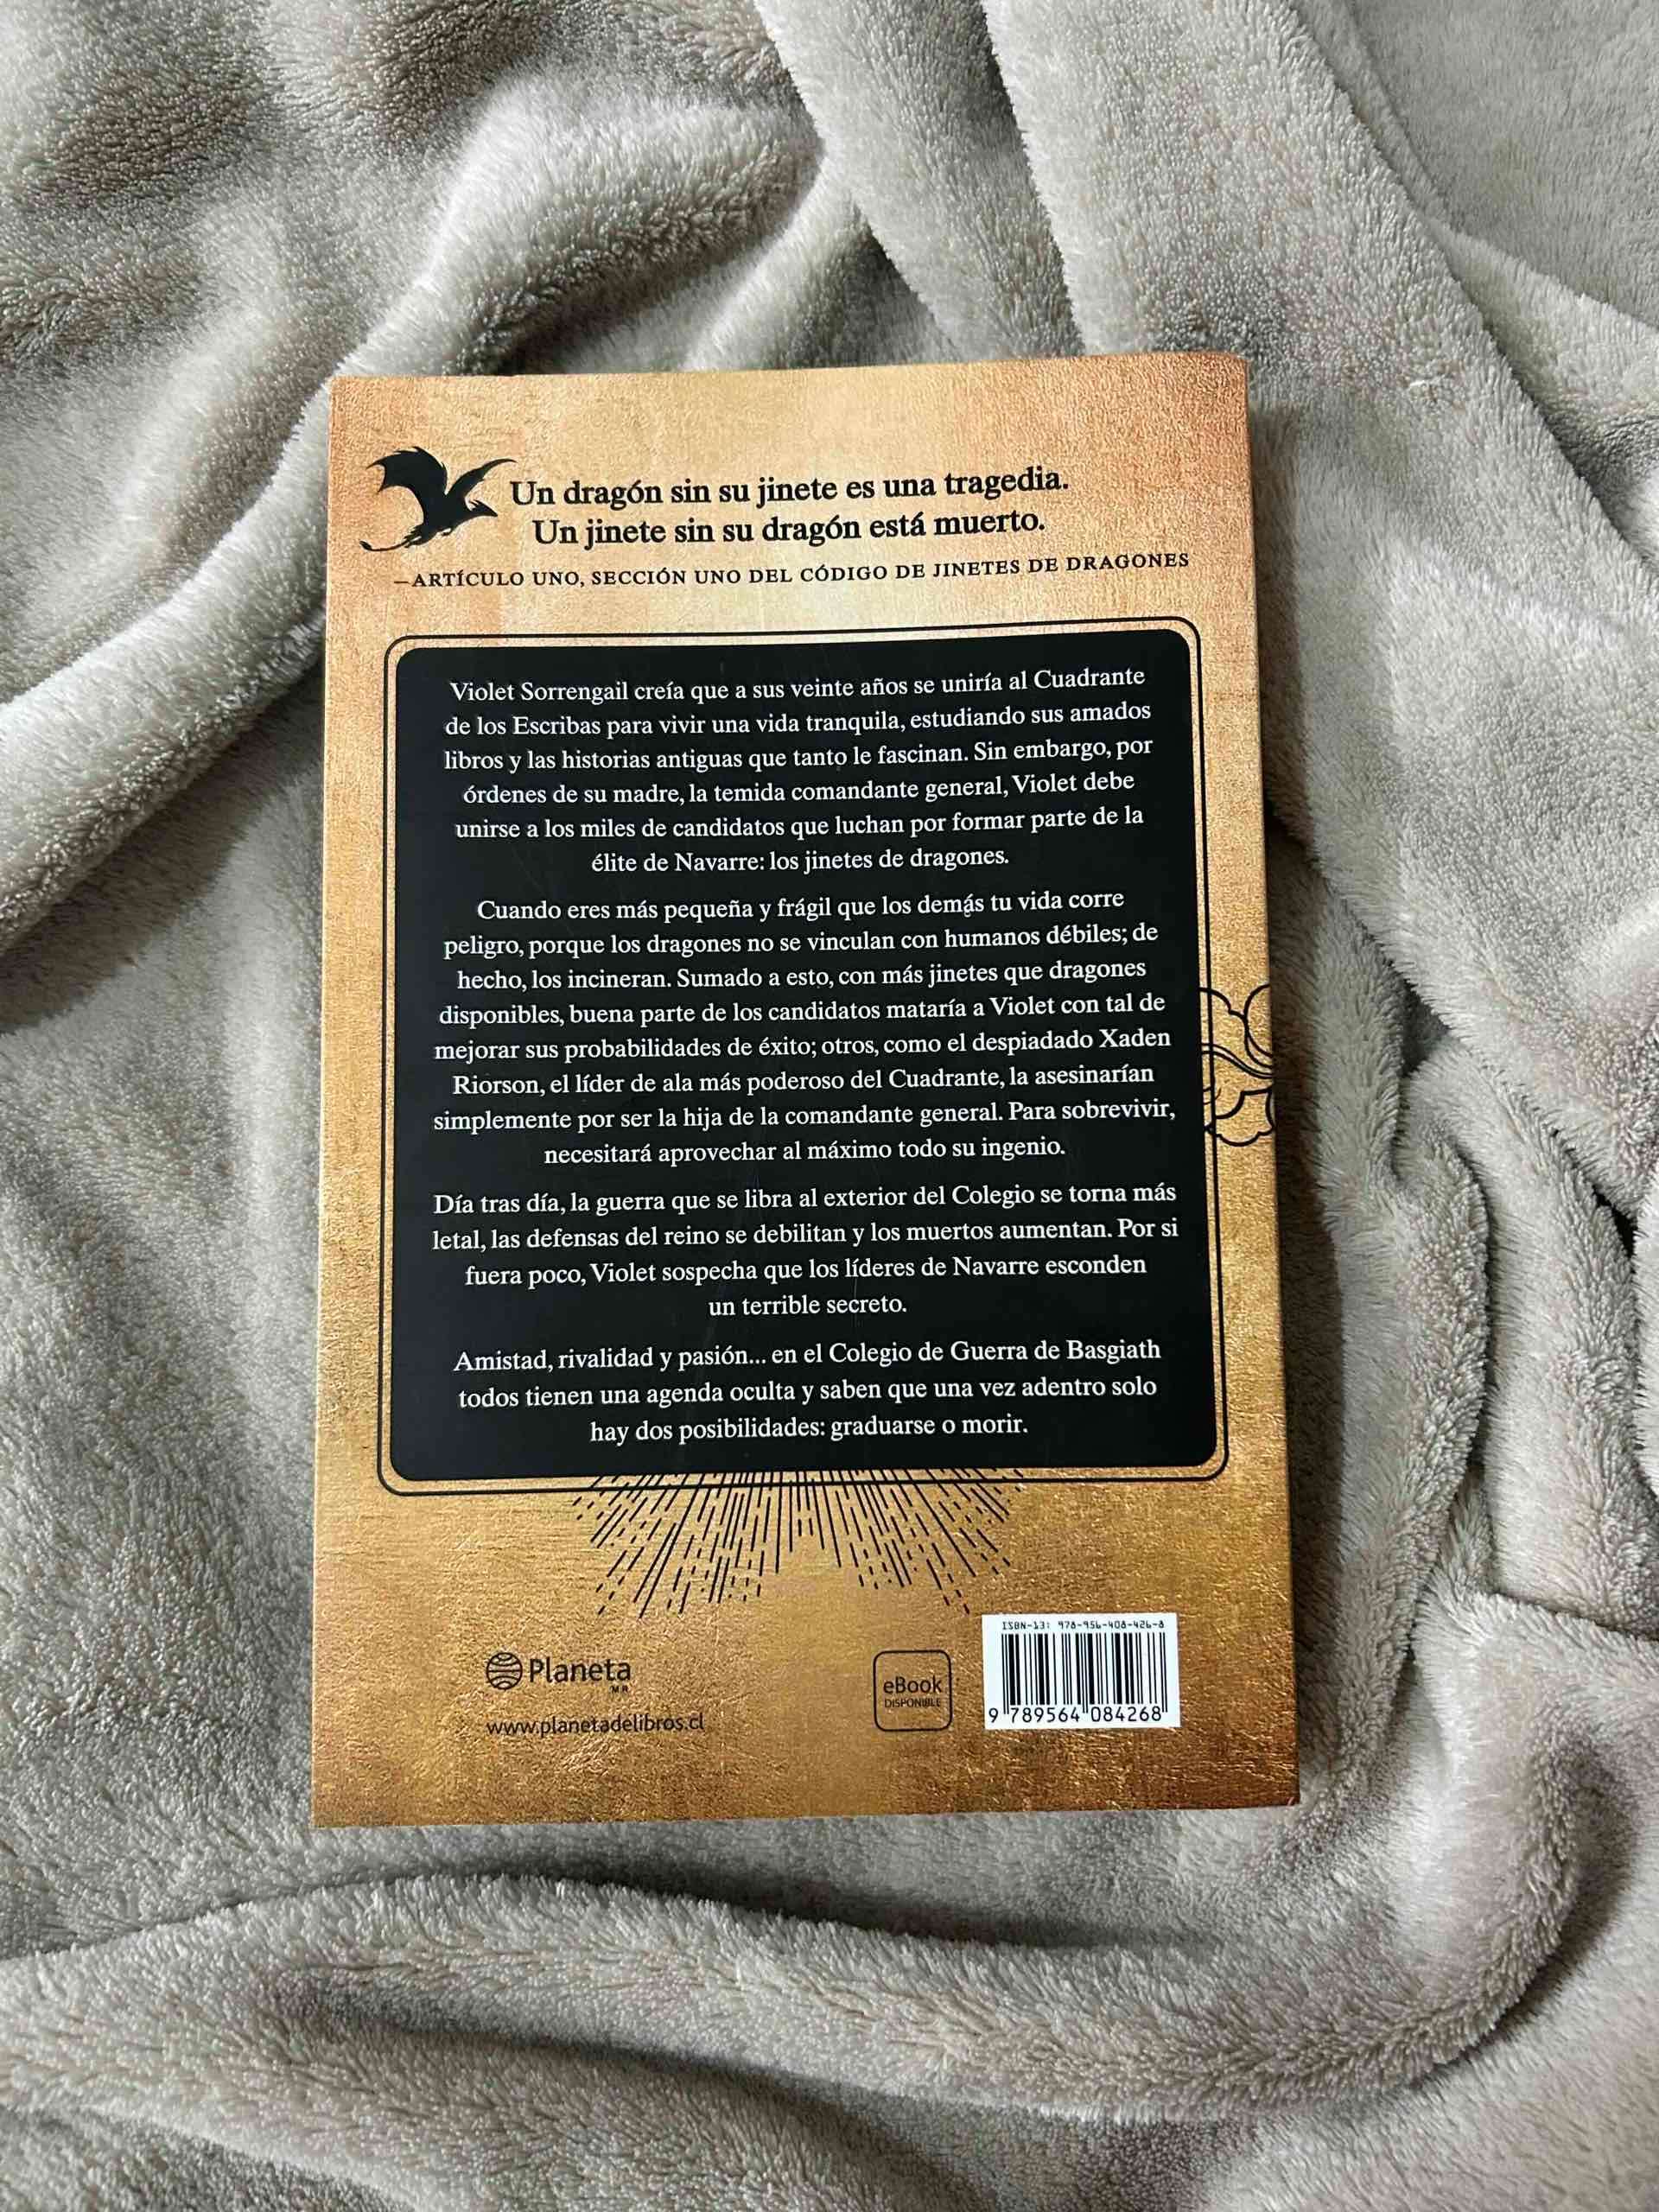 Un dragón sin su jinete es una tragedia.
Un jinete sin su dragón está muerto.
—ARTÍCULO UNO, SECCIÓN UNO DEL CÓDIGO DE JINETES DE DRAGONES
Violet Sorrengail creía que a sus veinte años se uniría al Cuadrante
de los Escribas para vivir una vida tranquila, estudiando sus amados
libros y las historias antiguas que tanto le fascinan. Sin embargo, por
órdenes de su madre, la temida comandante general, Violet debe
unirse a los miles de candidatos que luchan por formar parte de la
élite de Navarre: los jinetes de dragones.
Cuando eres más pequeña y frágil que los demás tu vida corre
peligro, porque los dragones no se vinculan con humanos débiles; de
hecho, los incineran. Sumado a esto, con más jinetes que dragones
disponibles, buena parte de los candidatos mataría a Violet con tal de
mejorar sus probabilidades de éxito; otros, como el despiadado Xaden
Riorson, el líder de ala más poderoso del Cuadrante, la asesinarían
simplemente por ser la hija de la comandante general. Para sobrevivir,
necesitará aprovechar al máximo todo su ingenio.
Día tras día, la guerra que se libra al exterior del Colegio se torna más
letal, las defensas del reino se debilitan y los muertos aumentan. Por si
fuera poco, Violet sospecha que los líderes de Navarre esconden
un terrible secreto.
Amistad, rivalidad y pasión... en el Colegio de Guerra de Basgiath
todos tienen una agenda oculta y saben que una vez adentro solo
hay dos posibilidades: graduarse o morir.
Planeta
MR
www.planetadelibros.cl
eBook
DISPONIBLE
ISBN-13: 978-956-408-426-8
9 789564 084268